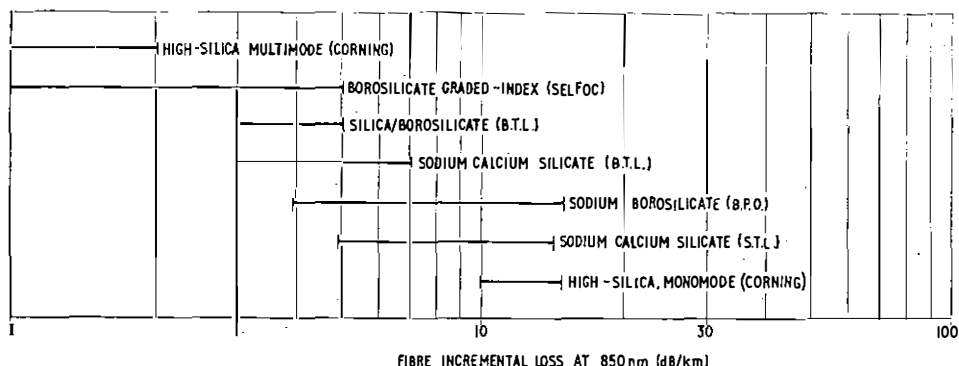 HIGH-SILICA MULTIMODE (CORNING)
BOROSILICATE GRADED-INDEX (SELFOC)
SILICA/BOROSILICATE (B.T.L.)
SODIUM CALCIUM SILICATE (B.T.L.)
SODIUM BOROSILICATE (B.P.O.)
SODIUM CALCIUM SILICATE (S.T.L.)
HIGH-SILICA, MONOMODE (CORNING)
1 10 30 100
FIBRE INCREMENTAL LOSS AT 850nm (dB/km)